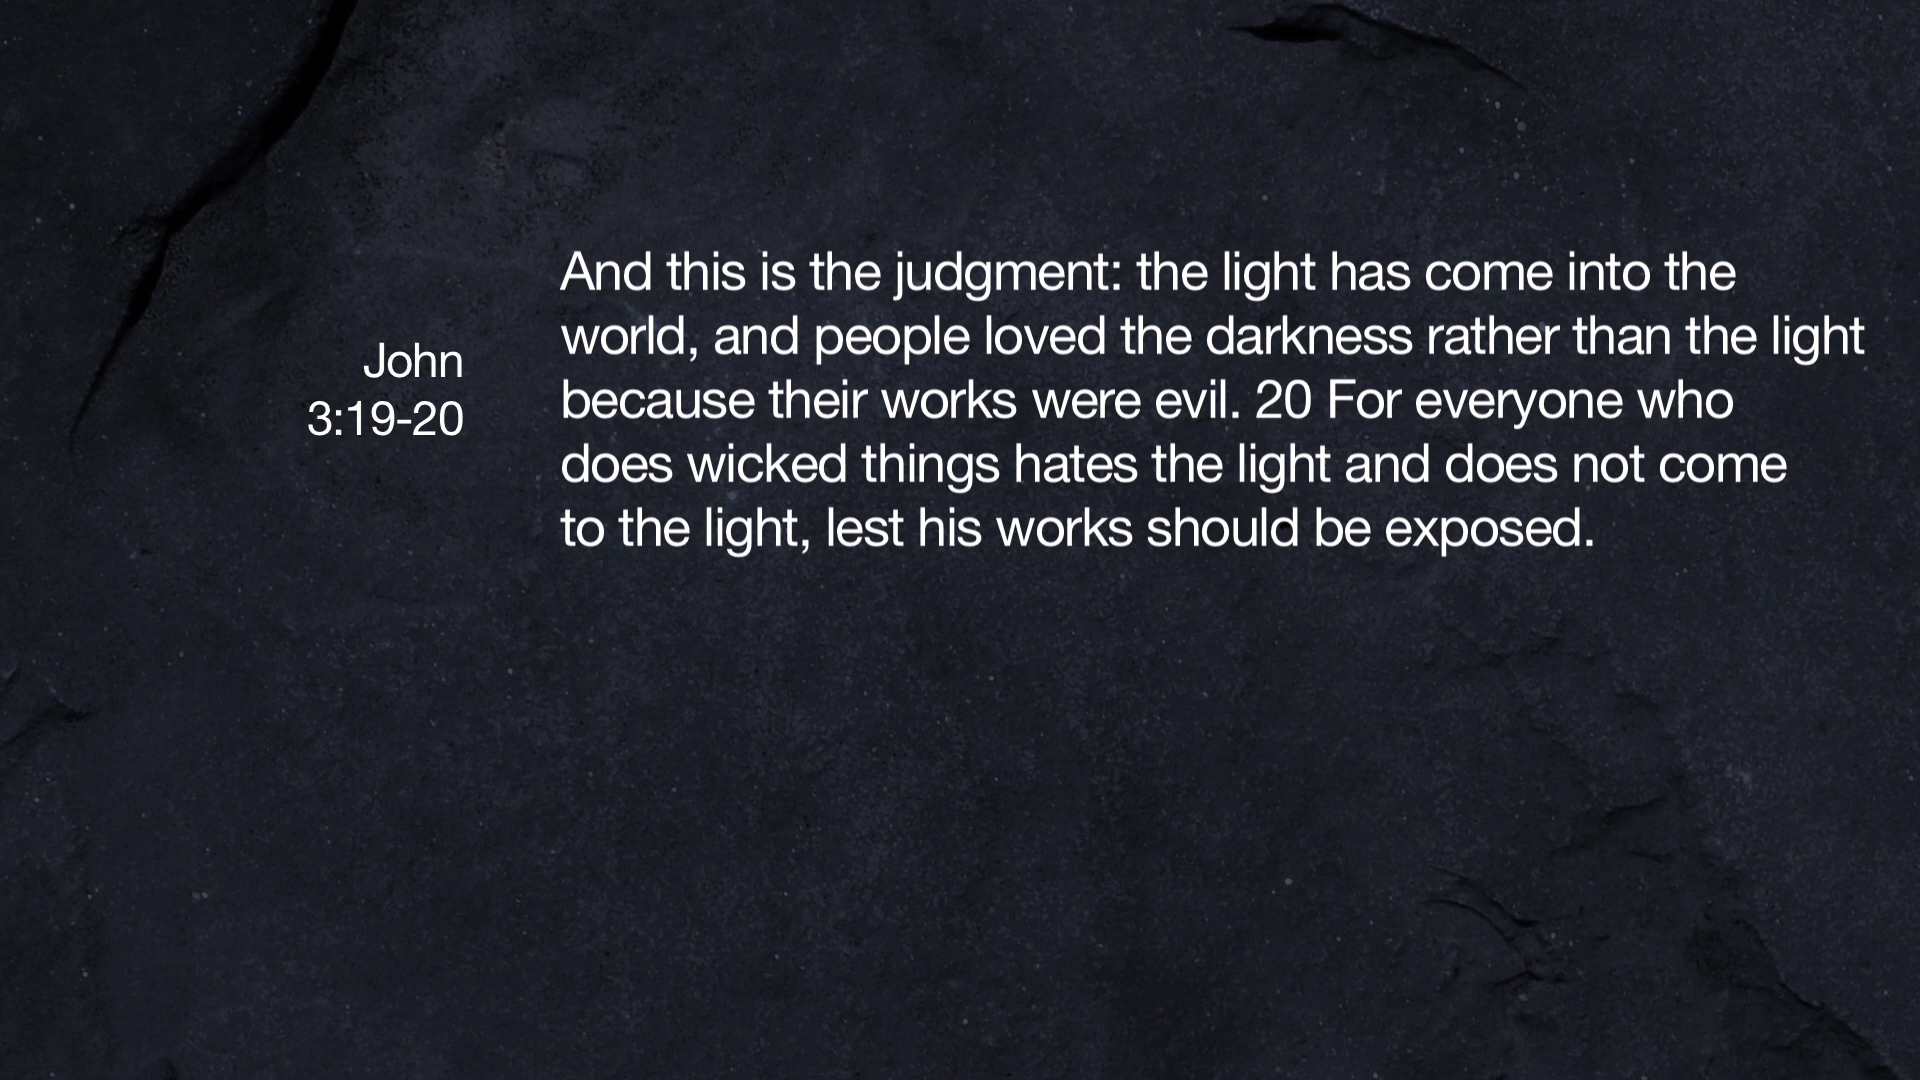 John
3:19-20
And this is the judgment: the light has come into the
world, and people loved the darkness rather than the light
because their works were evil. 20 For everyone who
does wicked things hates the light and does not come
to the light, lest his works should be exposed.